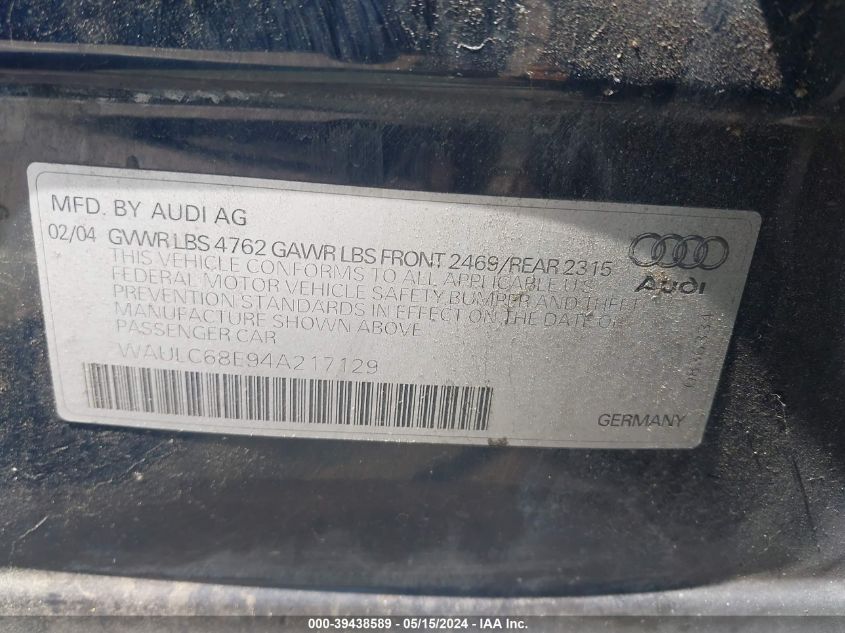 MFD. BY AUDI AG
02/04 GVWR LBS 4762 GAWR LBS FRONT 2469/REAR 2315
THIS VEHICLE CONFORMS TO ALL APPLICABLE U.S.
FEDERAL MOTOR VEHICLE SAFETY BUMPER AND THEFT
PREVENTION STANDARDS IN EFFECT ON THE DATE OF
MANUFACTURE SHOWN ABOVE
PASSENGER CAR
WAULC68E94A217129
Audi
GERMANY
000-39438589 - 05/15/2024 - IAA Inc.